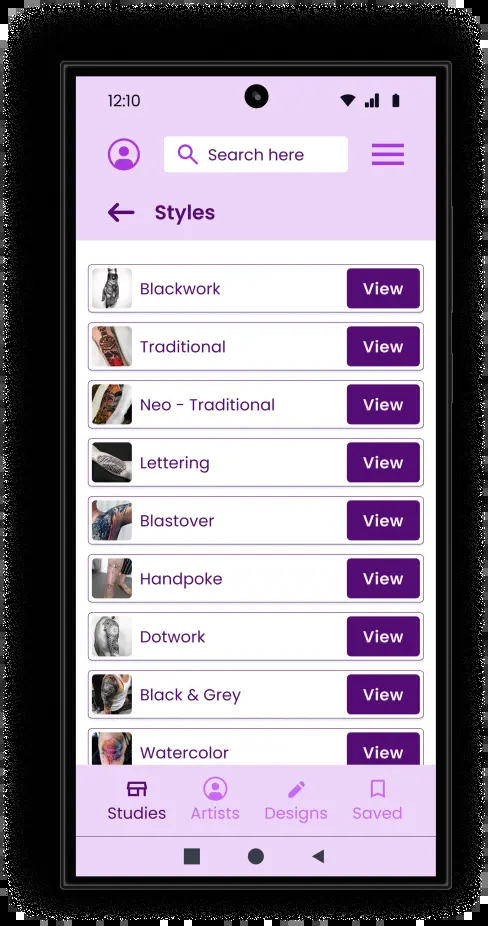 12:10
Search here
Styles
Blackwork View
Traditional View
Neo - Traditional View
Lettering View
Blastover View
Handpoke View
Dotwork View
Black & Grey View
Watercolor View
Studies Artists Designs Saved